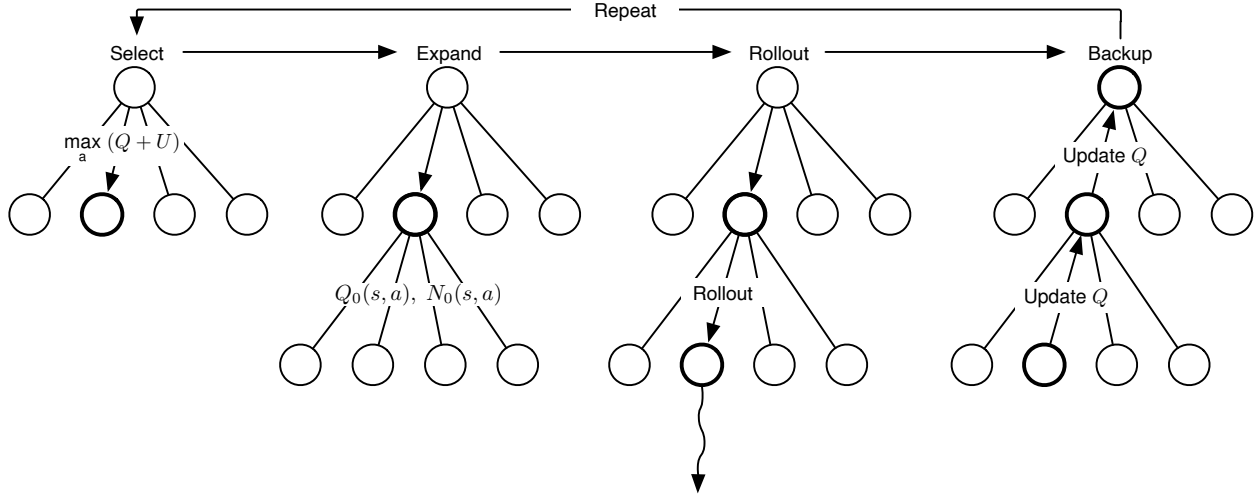 Repeat
Select
Expand
Rollout
Backup
max (Q + U)
a
Update Q
Q₀(s, a), N₀(s, a)
Rollout
Update Q